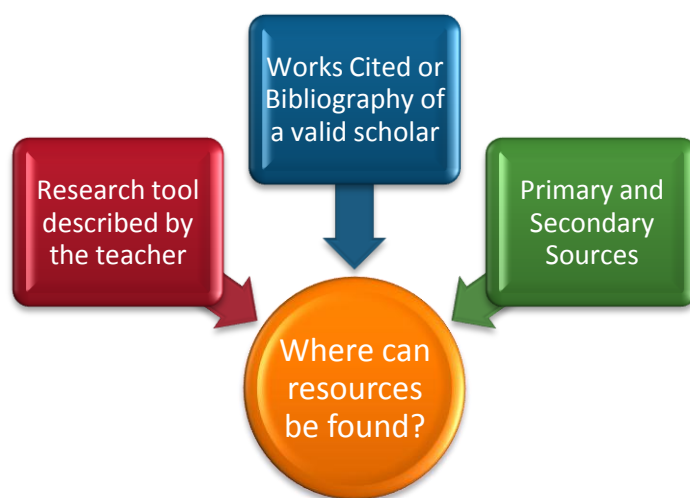 Works Cited or
Bibliography of
a valid scholar
Research tool
described by
the teacher
Primary and
Secondary
Sources
Where can
resources
be found?